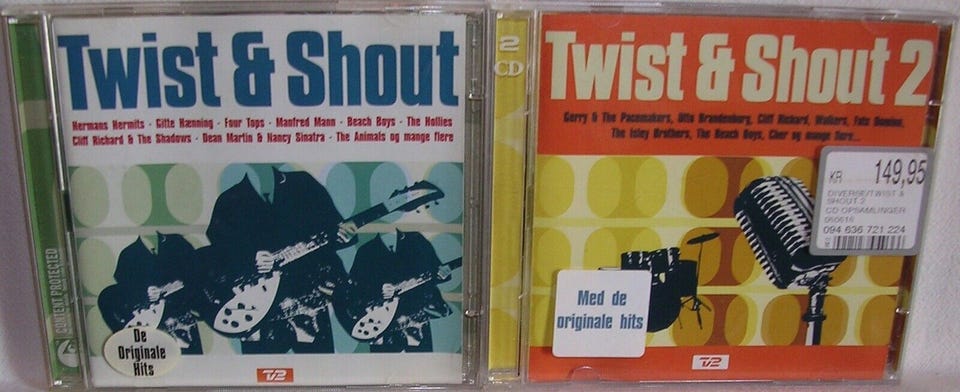 Twist & Shout
Hermans Hermits - Gitte Hænning - Four Tops - Manfred Mann - Beach Boys - The Hollies
Cliff Richard & The Shadows - Dean Martin & Nancy Sinatra - The Animals og mange flere
CONTENT PROTECTED
De
Originale
Hits
TV2
2
CD
Twist & Shout 2
Gerry & The Pacemakers, Otto Brandenburg, Cliff Richard, Walkers, Fats Domino,
The Isley Brothers, The Beach Boys, Cher og mange flere...
KR 149,95
DIVERSE/TWIST &
SHOUT 2
CD OPSAMLINGER
094 636 721 224
Med de
originale hits
TV2